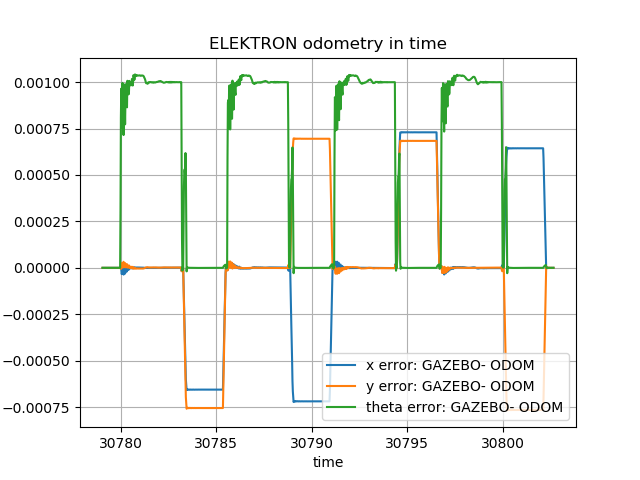 ELEKTRON odometry in time
0.00100
0.00075
0.00050
0.00025
0.00000
−0.00025
−0.00050
−0.00075
x error: GAZEBO- ODOM
y error: GAZEBO- ODOM
theta error: GAZEBO- ODOM
30780 30785 30790 30795 30800
time